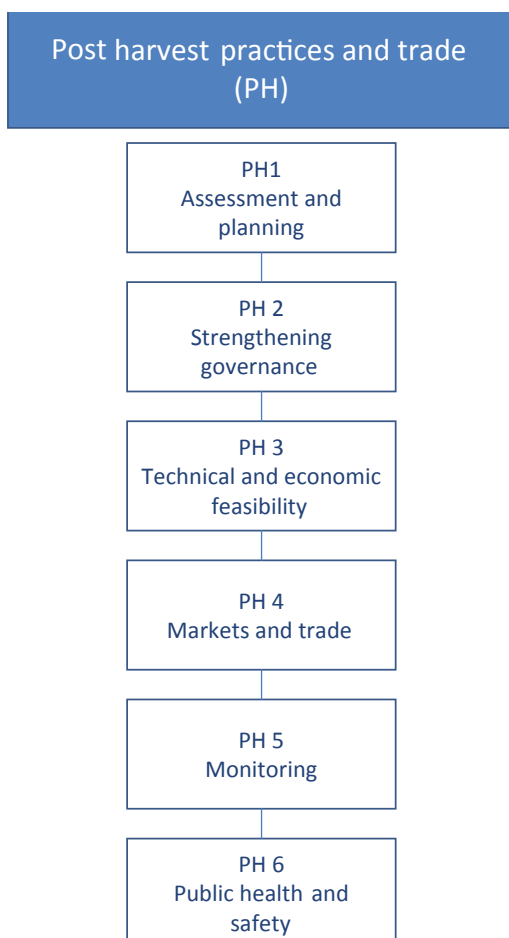 Post harvest practices and trade
(PH)
PH1
Assessment and
planning
PH 2
Strengthening
governance
PH 3
Technical and economic
feasibility
PH 4
Markets and trade
PH 5
Monitoring
PH 6
Public health and
safety